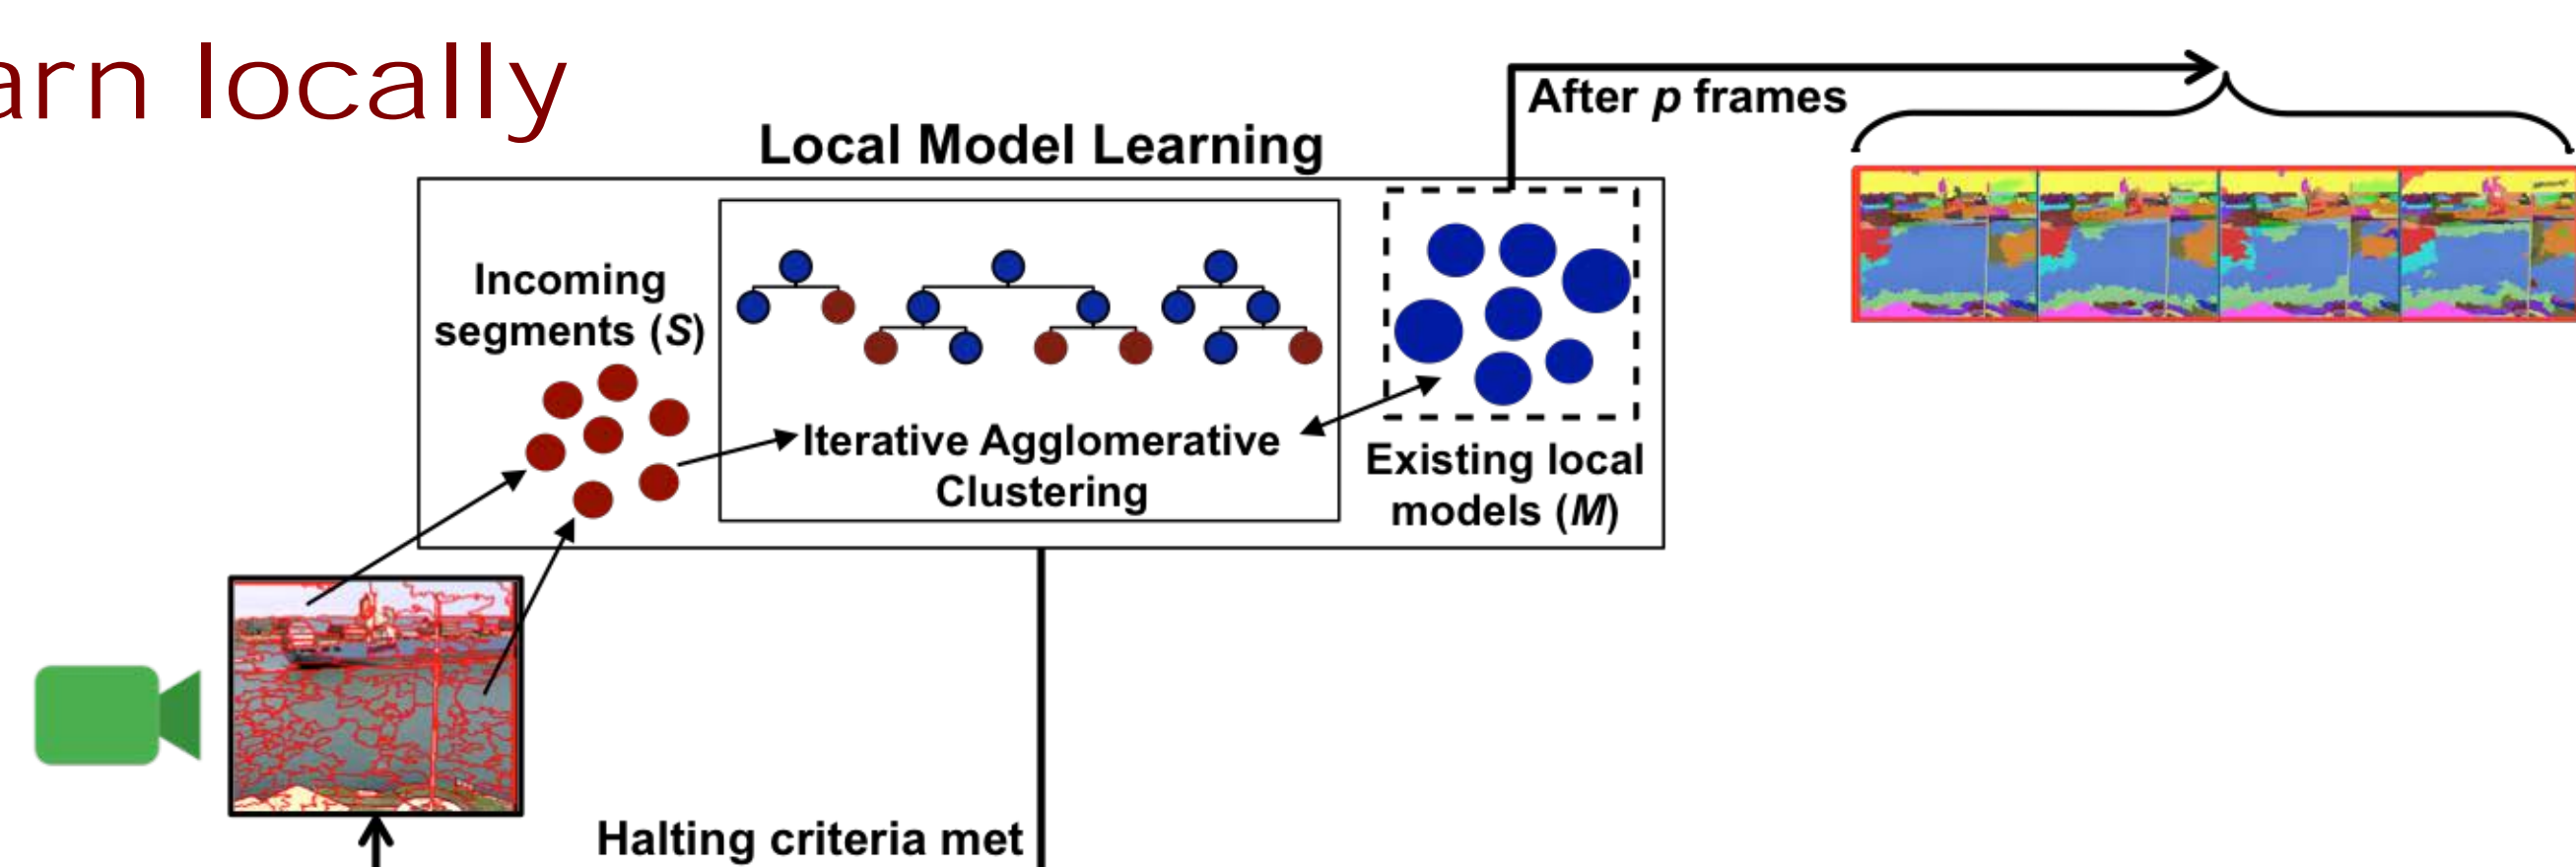 arn locally
After p frames
Local Model Learning
Incoming
segments (S)
Iterative Agglomerative
Clustering
Existing local
models (M)
Halting criteria met